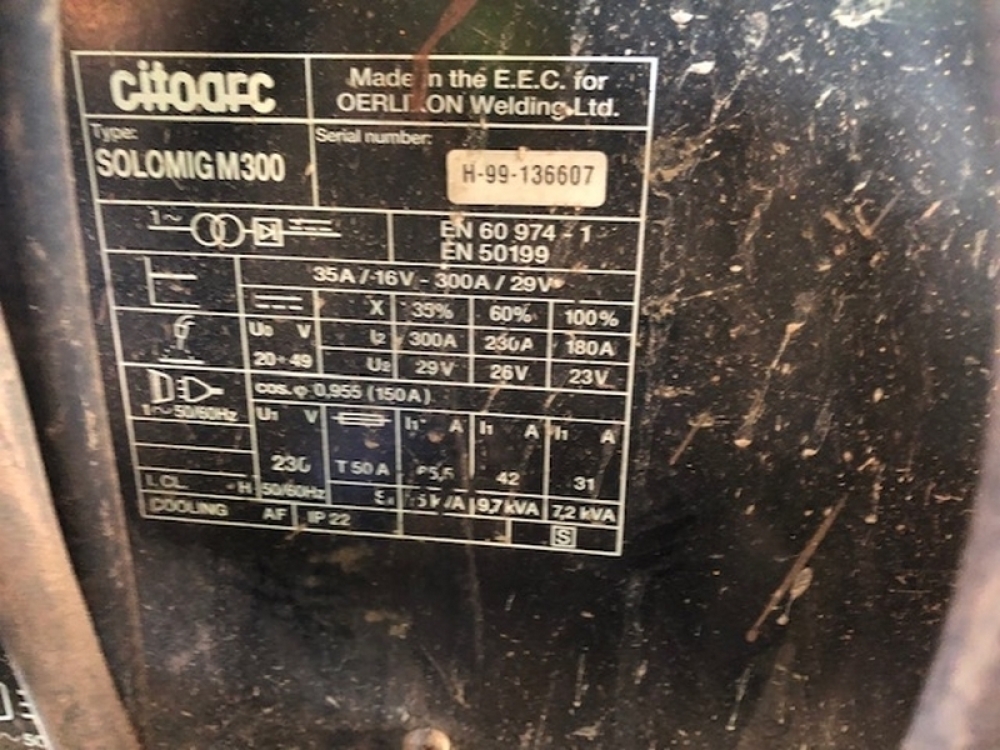 citoarc
Made in the E.E.C. for
OERLIKON Welding Ltd.
Type:
SOLOMIG M300
Serial number:
H-99-136607
1~
EN 60 974 - 1
EN 50199
35A / 16V - 300A / 29V
X 35% 60% 100%
U0 V
I2 300A 230A 180A
20 ÷ 49
U2 29V 26V 23V
cos. φ 0,955 (150A)
1~ 50/60Hz
U1 V
I1 A I1 A I1 A
230 T 50 A 42 31
I. CL. H 50/60Hz
9,7 kVA 7,2 kVA
COOLING AF IP 22
S